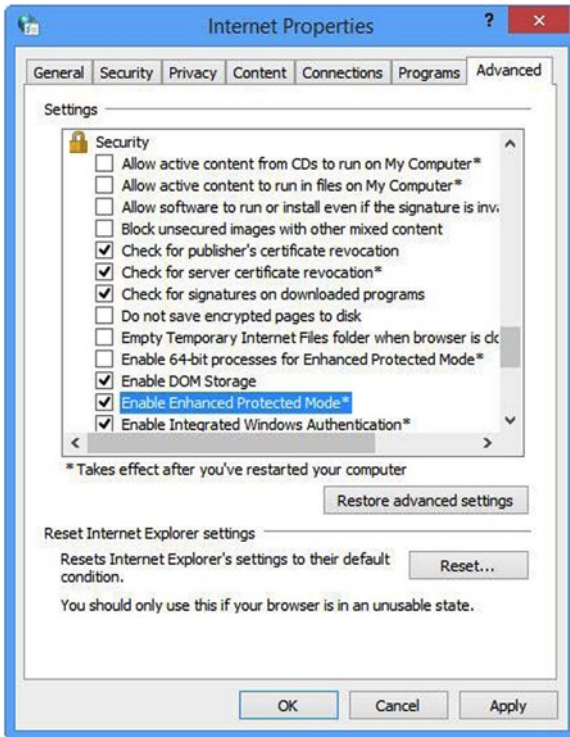 Internet Properties
?
×
General Security Privacy Content Connections Programs Advanced
Settings
Security
Allow active content from CDs to run on My Computer*
Allow active content to run in files on My Computer*
Allow software to run or install even if the signature is inva
Block unsecured images with other mixed content
Check for publisher's certificate revocation
Check for server certificate revocation*
Check for signatures on downloaded programs
Do not save encrypted pages to disk
Empty Temporary Internet Files folder when browser is clo
Enable 64-bit processes for Enhanced Protected Mode*
Enable DOM Storage
Enable Enhanced Protected Mode*
Enable Integrated Windows Authentication*
* Takes effect after you've restarted your computer
Restore advanced settings
Reset Internet Explorer settings
Resets Internet Explorer's settings to their default
condition.
Reset...
You should only use this if your browser is in an unusable state.
OK Cancel Apply